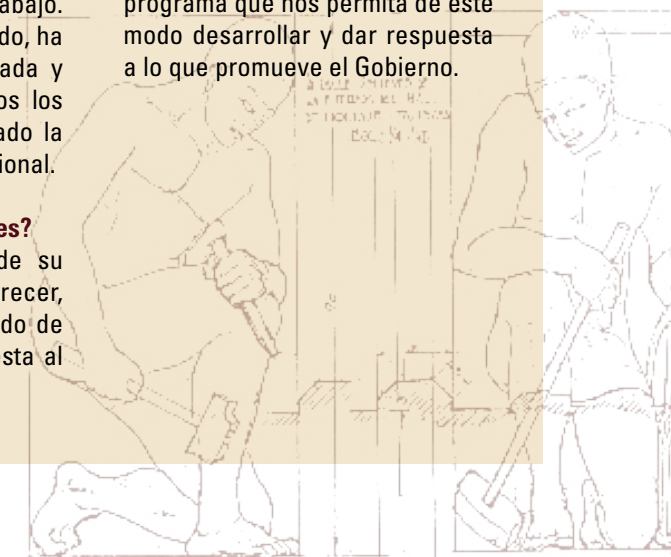 abajo.
do, ha
ada y
os los
ado la
ional.
es?
de su
recer,
do de
esta al
programa que nos permita de este
modo desarrollar y dar respuesta
a lo que promueve el Gobierno.